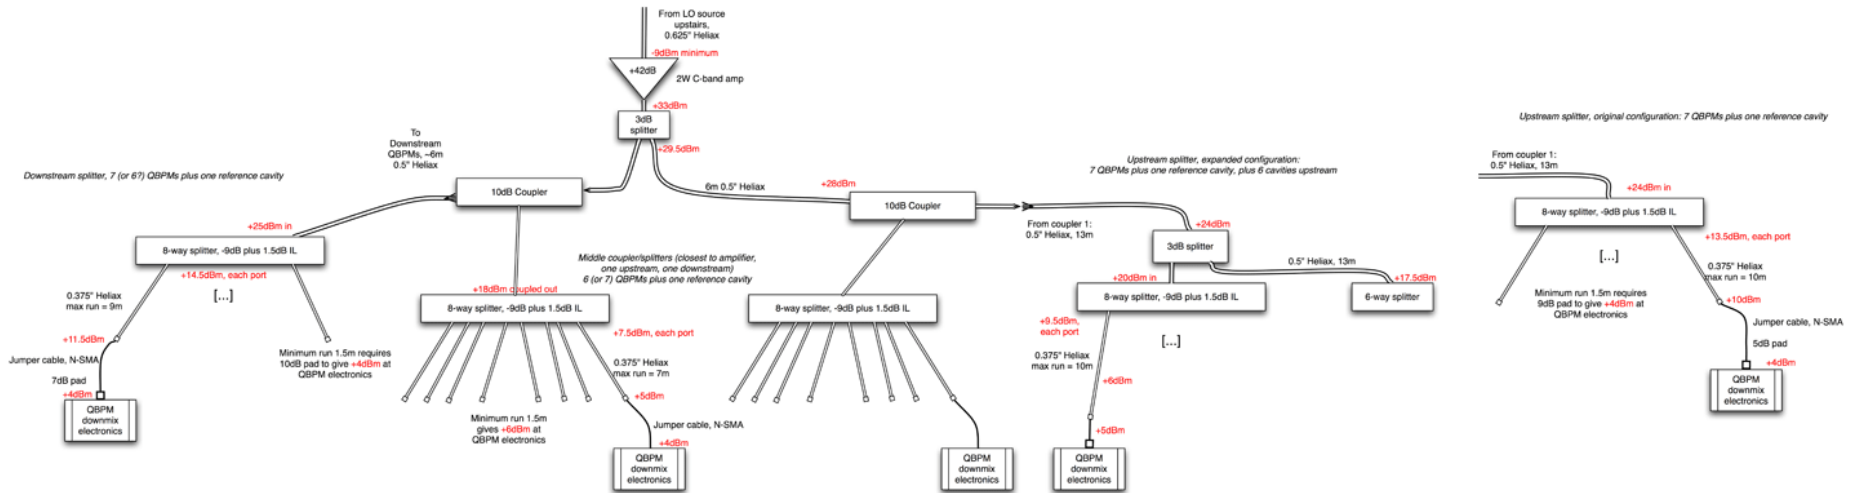 From LO source
upstairs,
0.625" Heliax
-9dBm minimum
+42dB
2W C-band amp
+33dBm
3dB
splitter
+29.5dBm
To
Downstream
QBPMs, ~6m
0.5" Heliax
Downstream splitter, 7 (or 6?) QBPMs plus one reference cavity
10dB Coupler
6m 0.5" Heliax
+28dBm
10dB Coupler
+25dBm in
8-way splitter, -9dB plus 1.5dB IL
+14.5dBm, each port
[...]
0.375" Heliax
max run = 9m
+11.5dBm
Jumper cable, N-SMA
7dB pad
+4dBm
QBPM
downmix
electronics
Minimum run 1.5m requires
10dB pad to give +4dBm at
QBPM electronics
Middle coupler/splitters (closest to amplifier,
one upstream, one downstream)
6 (or 7) QBPMs plus one reference cavity
+18dBm coupled out
8-way splitter, -9dB plus 1.5dB IL
+7.5dBm, each port
0.375" Heliax
max run = 7m
+5dBm
Minimum run 1.5m
gives +6dBm at
QBPM electronics
Jumper cable, N-SMA
+4dBm
QBPM
downmix
electronics
8-way splitter, -9dB plus 1.5dB IL
QBPM
downmix
electronics
Upstream splitter, expanded configuration:
7 QBPMs plus one reference cavity, plus 6 cavities upstream
From coupler 1:
0.5" Heliax, 13m
+24dBm
3dB splitter
0.5" Heliax, 13m
+17.5dBm
6-way splitter
+20dBm in
8-way splitter, -9dB plus 1.5dB IL
+9.5dBm,
each port
[...]
0.375" Heliax
max run = 10m
+6dBm
+5dBm
QBPM
downmix
electronics
Upstream splitter, original configuration: 7 QBPMs plus one reference cavity
From coupler 1:
0.5" Heliax, 13m
+24dBm in
8-way splitter, -9dB plus 1.5dB IL
+13.5dBm, each port
[...]
0.375" Heliax
max run = 10m
Minimum run 1.5m requires
9dB pad to give +4dBm at
QBPM electronics
+10dBm
Jumper cable, N-SMA
5dB pad
+4dBm
QBPM
downmix
electronics